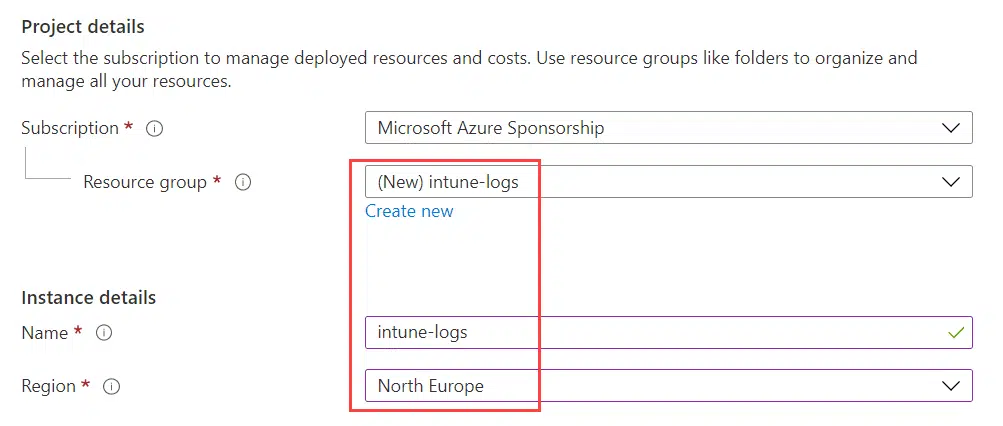 Project details
Select the subscription to manage deployed resources and costs. Use resource groups like folders to organize and
manage all your resources.
Subscription *
Microsoft Azure Sponsorship
Resource group *
(New) intune-logs
Create new
Instance details
Name *
intune-logs
Region *
North Europe